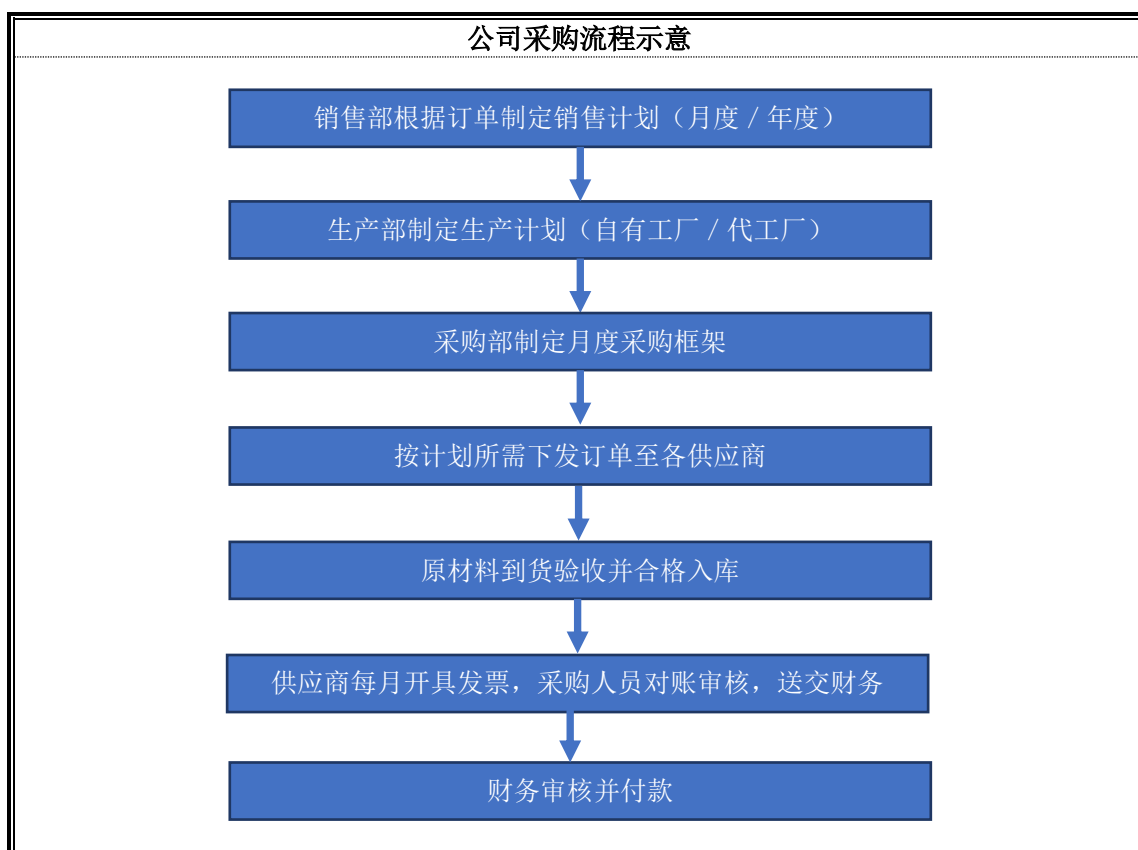 公司采购流程示意
销售部根据订单制定销售计划（月度 / 年度）
生产部制定生产计划（自有工厂 / 代工厂）
采购部制定月度采购框架
按计划所需下发订单至各供应商
原材料到货验收并合格入库
供应商每月开具发票，采购人员对账审核，送交财务
财务审核并付款